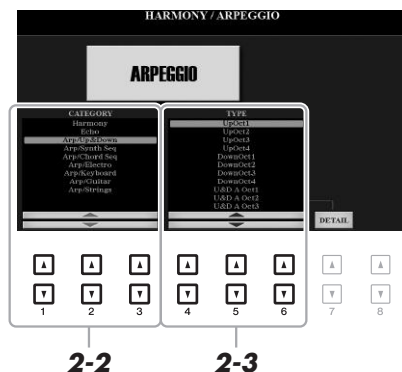 HARMONY / ARPEGGIO
ARPEGGIO
CATEGORY
Harmony
Echo
Arp/Up&Down
Arp/Synth Seq
Arp/Chord Seq
Arp/Electro
Arp/Keyboard
Arp/Guitar
Arp/Strings
TYPE
UpOct1
UpOct2
UpOct3
UpOct4
DownOct1
DownOct2
DownOct3
DownOct4
U&D A Oct1
U&D A Oct2
U&D A Oct3
DETAIL
1 2 3 4 5 6 7 8
2-2 2-3